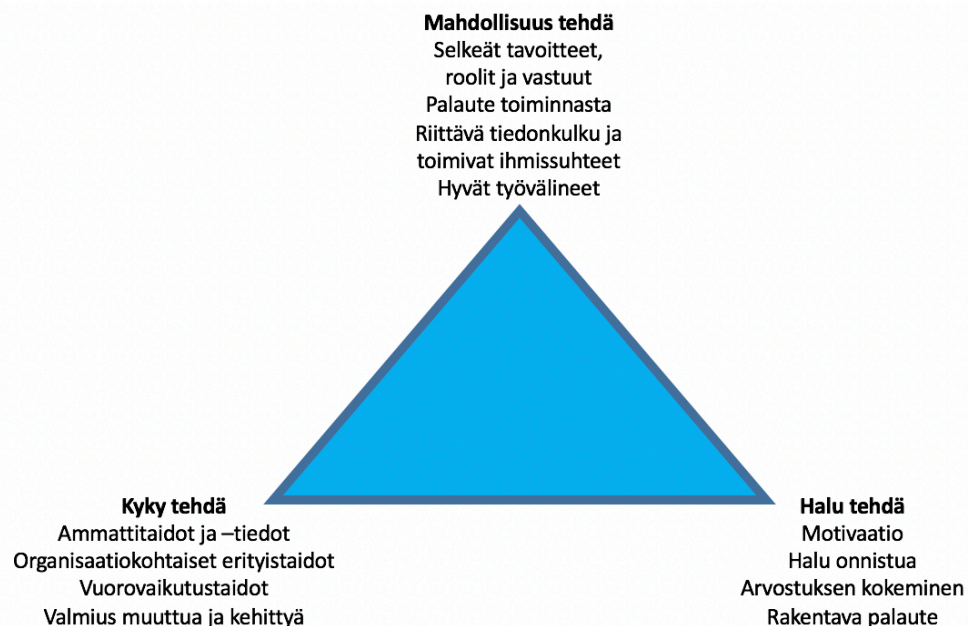 Mahdollisuus tehdä
Selkeät tavoitteet,
roolit ja vastuut
Palaute toiminnasta
Riittävä tiedonkulku ja
toimivat ihmissuhteet
Hyvät työvälineet
Kyky tehdä
Ammattitaidot ja –tiedot
Organisaatiokohtaiset erityistaidot
Vuorovaikutustaidot
Valmius muuttua ja kehittyä
Halu tehdä
Motivaatio
Halu onnistua
Arvostuksen kokeminen
Rakentava palaute